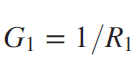 G₁ = 1/R₁